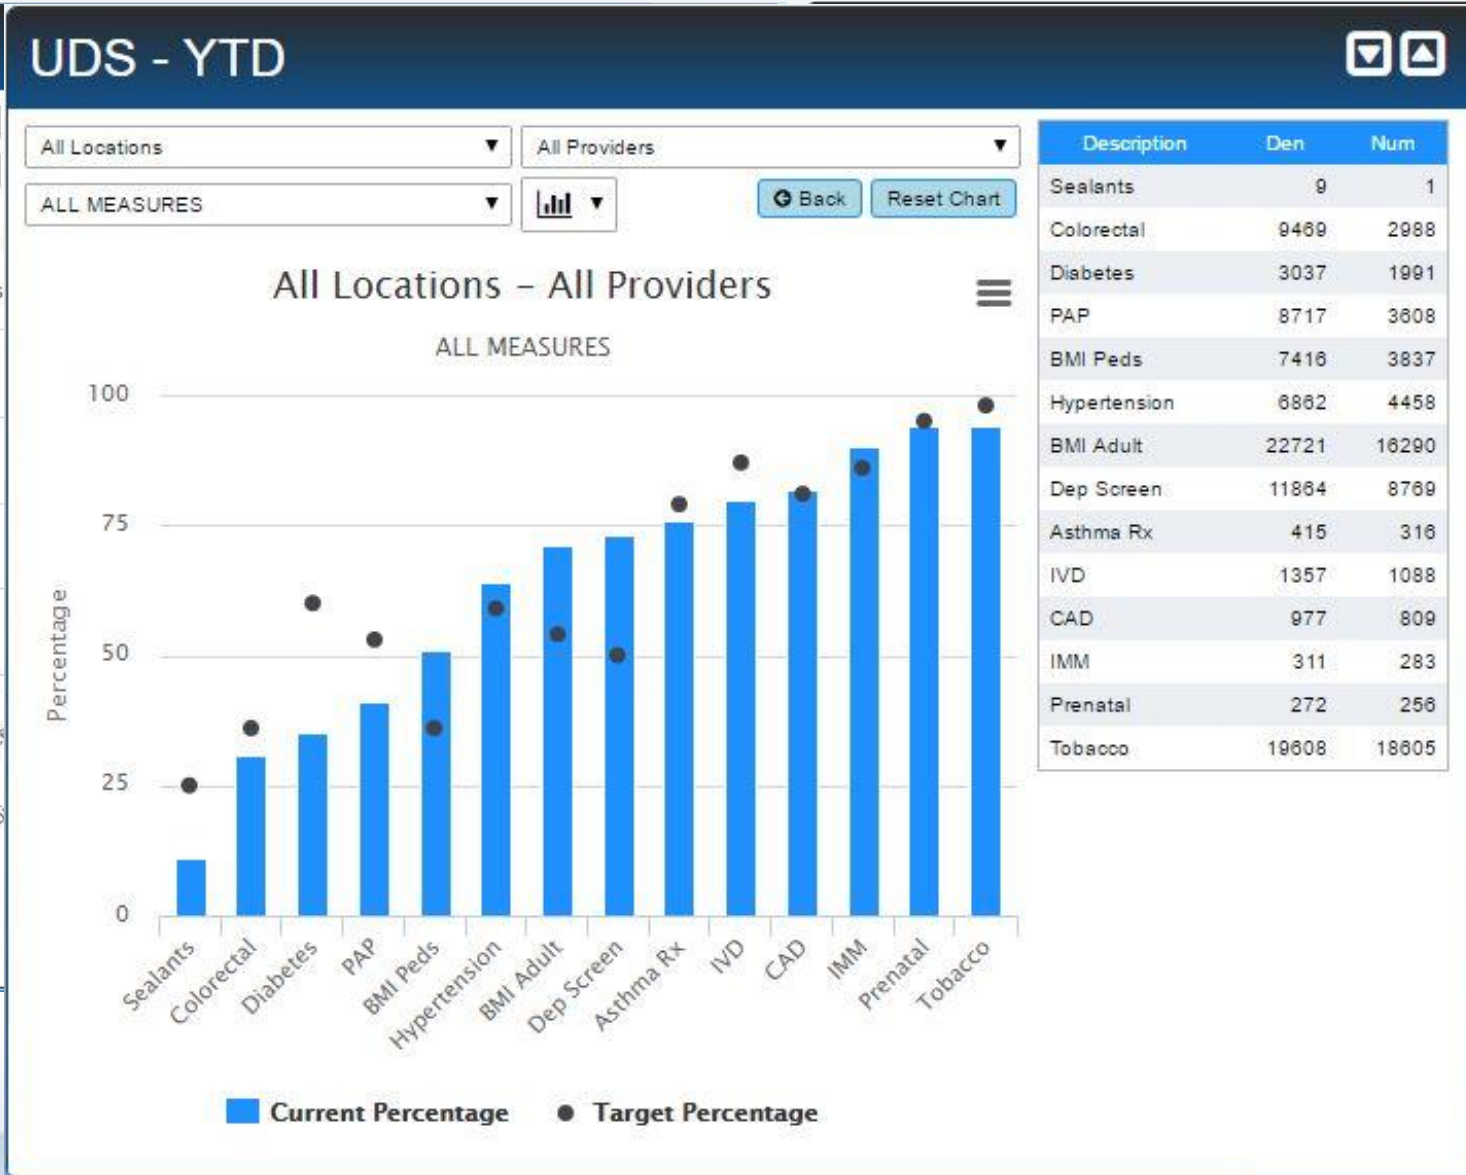 UDS - YTD
All Locations
All Providers
ALL MEASURES
Back
Reset Chart
All Locations – All Providers
ALL MEASURES
Percentage
100
75
50
25
0
Sealants
Colorectal
Diabetes
PAP
BMI Peds
Hypertension
BMI Adult
Dep Screen
Asthma Rx
IVD
CAD
IMM
Prenatal
Tobacco
Current Percentage
Target Percentage
Description Den Num
Sealants 9 1
Colorectal 9469 2988
Diabetes 3037 1991
PAP 8717 3608
BMI Peds 7416 3837
Hypertension 6862 4458
BMI Adult 22721 16290
Dep Screen 11864 8769
Asthma Rx 415 316
IVD 1357 1088
CAD 977 809
IMM 311 283
Prenatal 272 256
Tobacco 19608 18605